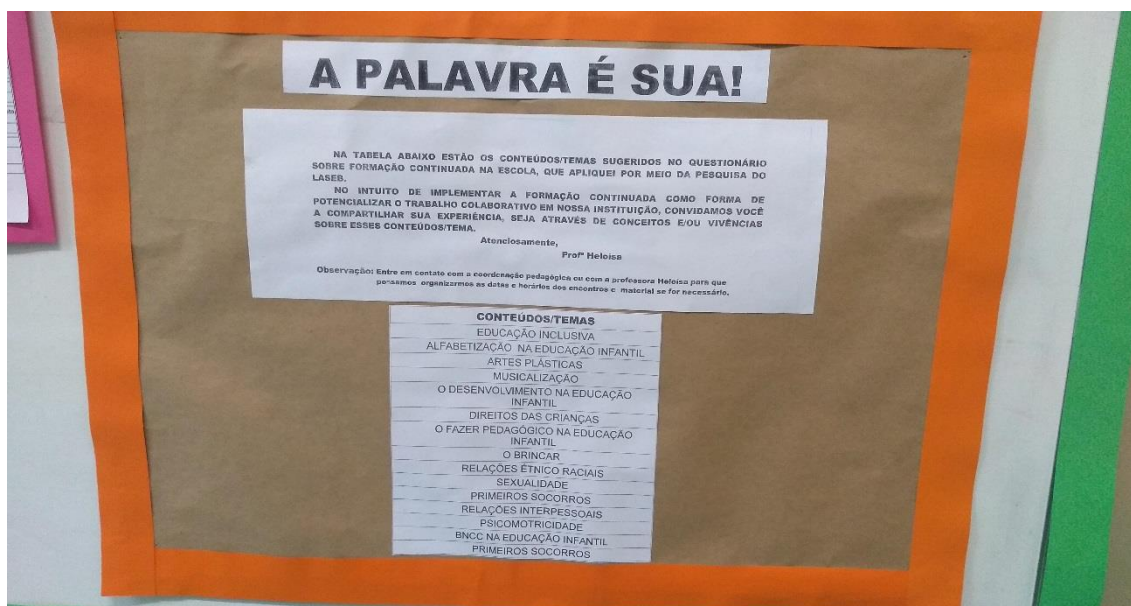 A PALAVRA É SUA!
NA TABELA ABAIXO ESTÃO OS CONTEÚDOS/TEMAS SUGERIDOS NO QUESTIONÁRIO
SOBRE FORMAÇÃO CONTINUADA NA ESCOLA, QUE APLIQUEI POR MEIO DA PESQUISA DO
LASEB.
NO INTUITO DE IMPLEMENTAR A FORMAÇÃO CONTINUADA COMO FORMA DE
POTENCIALIZAR O TRABALHO COLABORATIVO EM NOSSA INSTITUIÇÃO, CONVIDAMOS VOCÊ
A COMPARTILHAR SUA EXPERIÊNCIA, SEJA ATRAVÉS DE CONCEITOS E/OU VIVÊNCIAS
SOBRE ESSES CONTEÚDOS/TEMA.
Atenciosamente,
Profª Heloisa
Observação: Entre em contato com a coordenação pedagógica ou com a professora Heloisa para que
possamos organizarmos as datas e horários dos encontros e material se for necessário.
CONTEÚDOS/TEMAS
EDUCAÇÃO INCLUSIVA
ALFABETIZAÇÃO NA EDUCAÇÃO INFANTIL
ARTES PLÁSTICAS
MUSICALIZAÇÃO
O DESENVOLVIMENTO NA EDUCAÇÃO
INFANTIL
DIREITOS DAS CRIANÇAS
O FAZER PEDAGÓGICO NA EDUCAÇÃO
INFANTIL
O BRINCAR
RELAÇÕES ÉTNICO RACIAIS
SEXUALIDADE
PRIMEIROS SOCORROS
RELAÇÕES INTERPESSOAIS
PSICOMOTRICIDADE
BNCC NA EDUCAÇÃO INFANTIL
PRIMEIROS SOCORROS